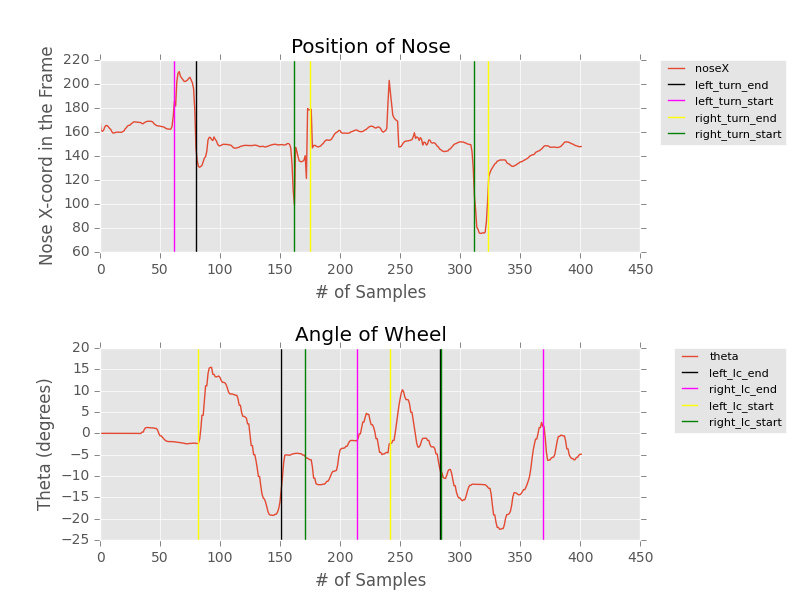 Position of Nose
Nose X-coord in the Frame
220
200
180
160
140
120
100
80
60
0 50 100 150 200 250 300 350 400 450
# of Samples
noseX
left_turn_end
left_turn_start
right_turn_end
right_turn_start
Angle of Wheel
Theta (degrees)
20
15
10
5
0
−5
−10
−15
−20
−25
0 50 100 150 200 250 300 350 400 450
# of Samples
theta
left_lc_end
right_lc_end
left_lc_start
right_lc_start